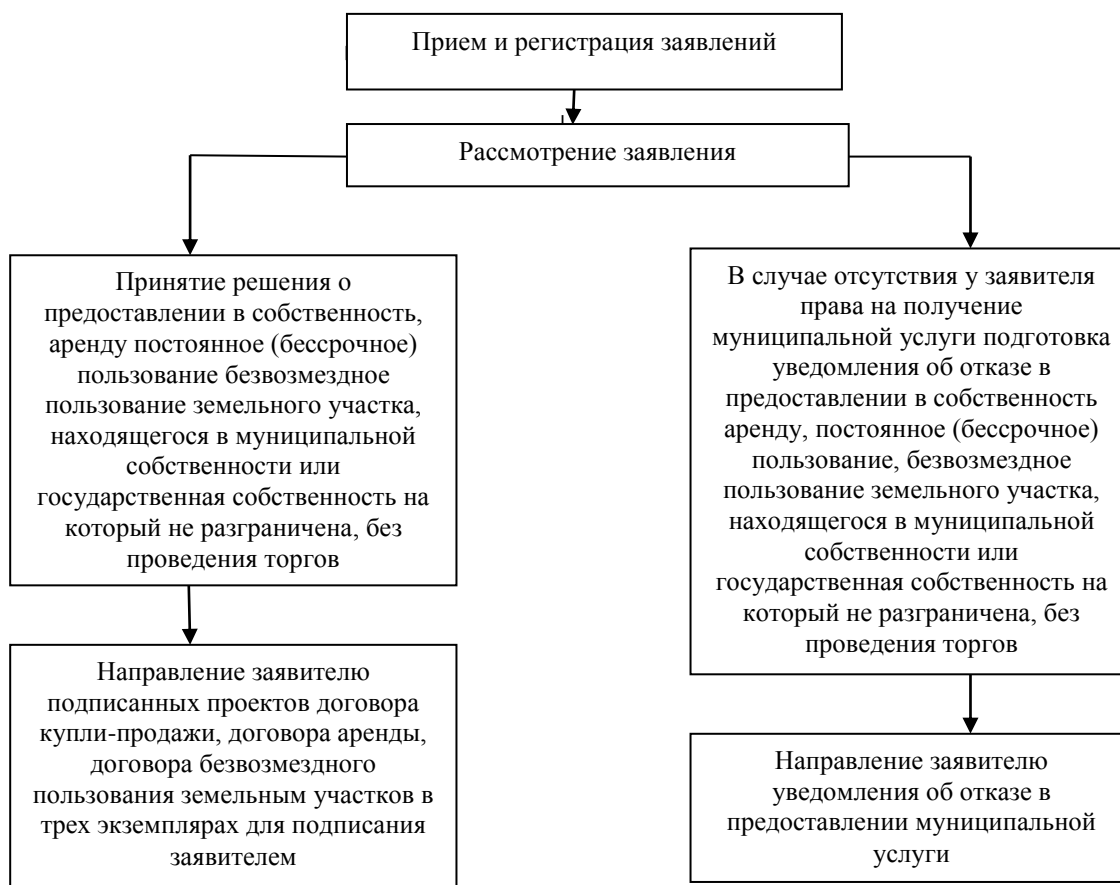 Прием и регистрация заявлений
Рассмотрение заявления
Принятие решения о
предоставлении в собственность,
аренду постоянное (бессрочное)
пользование безвозмездное
пользование земельного участка,
находящегося в муниципальной
собственности или
государственная собственность на
который не разграничена, без
проведения торгов
В случае отсутствия у заявителя
права на получение
муниципальной услуги подготовка
уведомления об отказе в
предоставлении в собственность
аренду, постоянное (бессрочное)
пользование, безвозмездное
пользование земельного участка,
находящегося в муниципальной
собственности или
государственная собственность на
который не разграничена, без
проведения торгов
Направление заявителю
подписанных проектов договора
купли-продажи, договора аренды,
договора безвозмездного
пользования земельным участков в
трех экземплярах для подписания
заявителем
Направление заявителю
уведомления об отказе в
предоставлении муниципальной
услуги